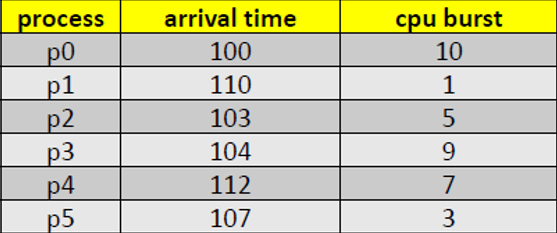 process arrival time cpu burst
p0 100 10
p1 110 1
p2 103 5
p3 104 9
p4 112 7
p5 107 3